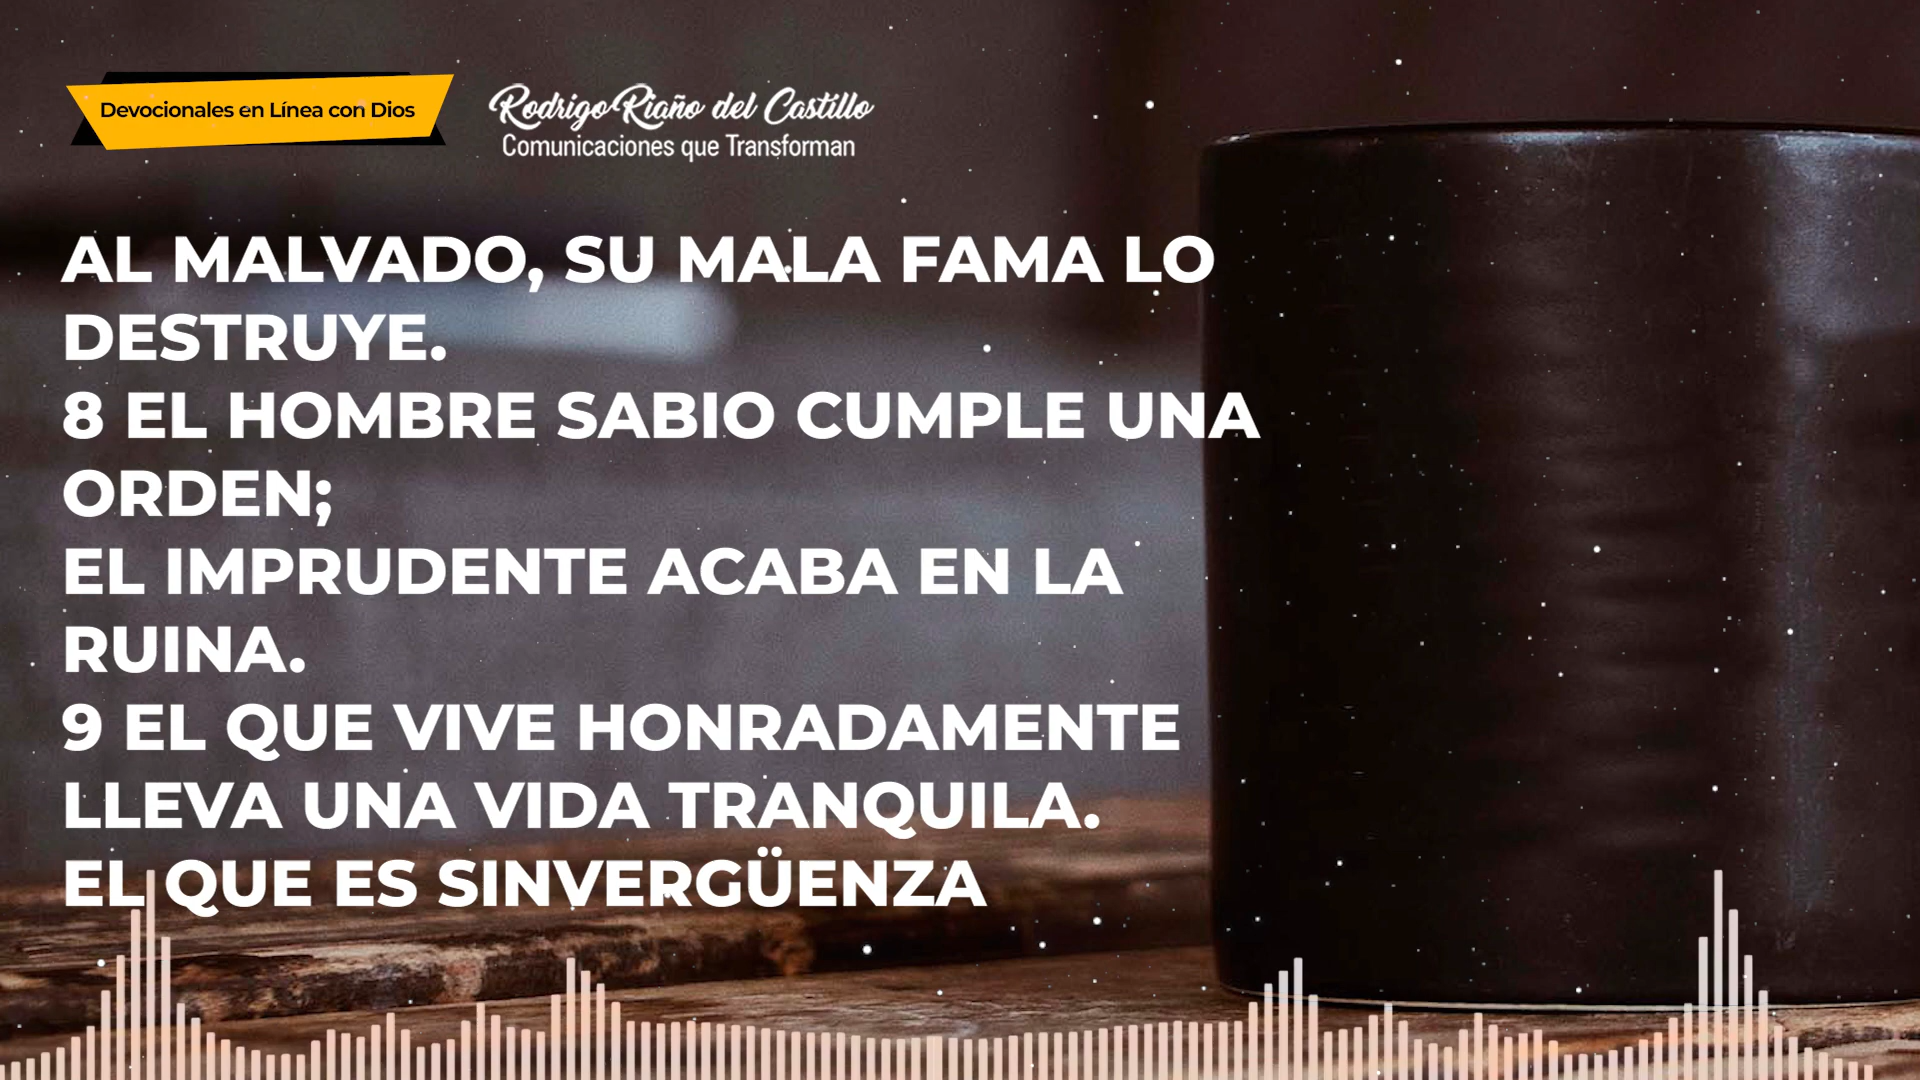 Devocionales en Línea con Dios
Rodrigo Riaño del Castillo
Comunicaciones que Transforman
AL MALVADO, SU MALA FAMA LO
DESTRUYE.
8 EL HOMBRE SABIO CUMPLE UNA
ORDEN;
EL IMPRUDENTE ACABA EN LA
RUINA.
9 EL QUE VIVE HONRADAMENTE
LLEVA UNA VIDA TRANQUILA.
EL QUE ES SINVERGÜENZA